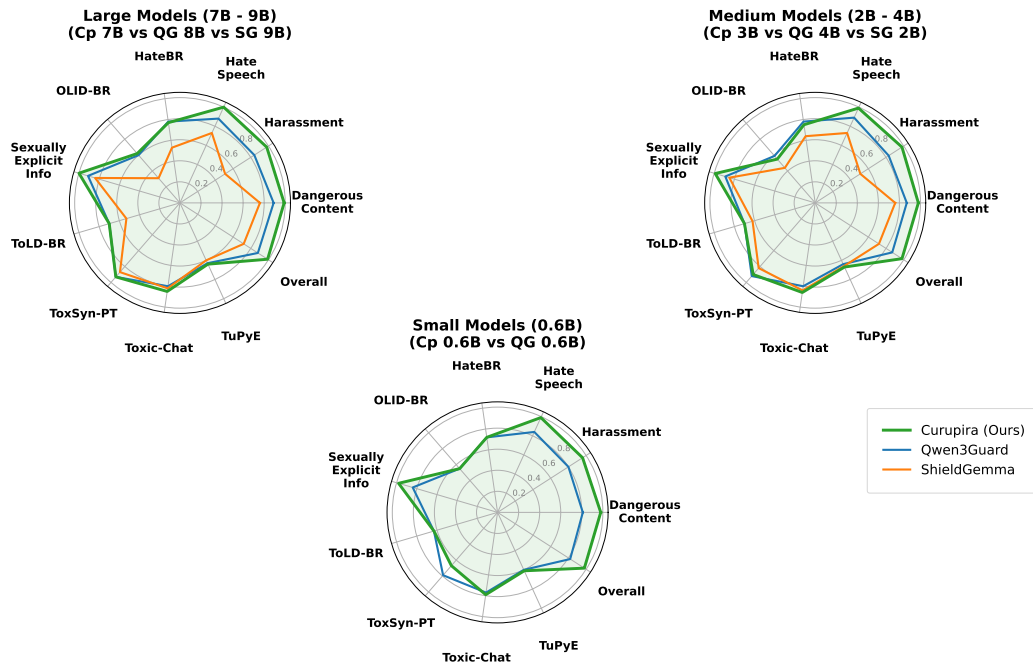 Large Models (7B - 9B)
(Cp 7B vs QG 8B vs SG 9B)
HateBR
Hate
Speech
OLID-BR
Harassment
Sexually
Explicit
Info
Dangerous
Content
ToLD-BR
Overall
ToxSyn-PT
TuPyE
Toxic-Chat
0.2
0.4
0.6
0.8
Medium Models (2B - 4B)
(Cp 3B vs QG 4B vs SG 2B)
HateBR
Hate
Speech
OLID-BR
Harassment
Sexually
Explicit
Info
Dangerous
Content
ToLD-BR
Overall
ToxSyn-PT
TuPyE
Toxic-Chat
0.2
0.4
0.6
0.8
Small Models (0.6B)
(Cp 0.6B vs QG 0.6B)
HateBR
Hate
Speech
OLID-BR
Harassment
Sexually
Explicit
Info
Dangerous
Content
ToLD-BR
Overall
ToxSyn-PT
TuPyE
Toxic-Chat
0.2
0.4
0.6
0.8
Curupira (Ours)
Qwen3Guard
ShieldGemma